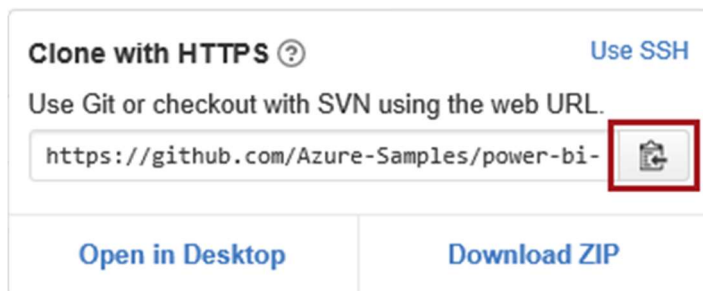 Clone with HTTPS ?
Use SSH
Use Git or checkout with SVN using the web URL.
https://github.com/Azure-Samples/power-bi-
Open in Desktop
Download ZIP